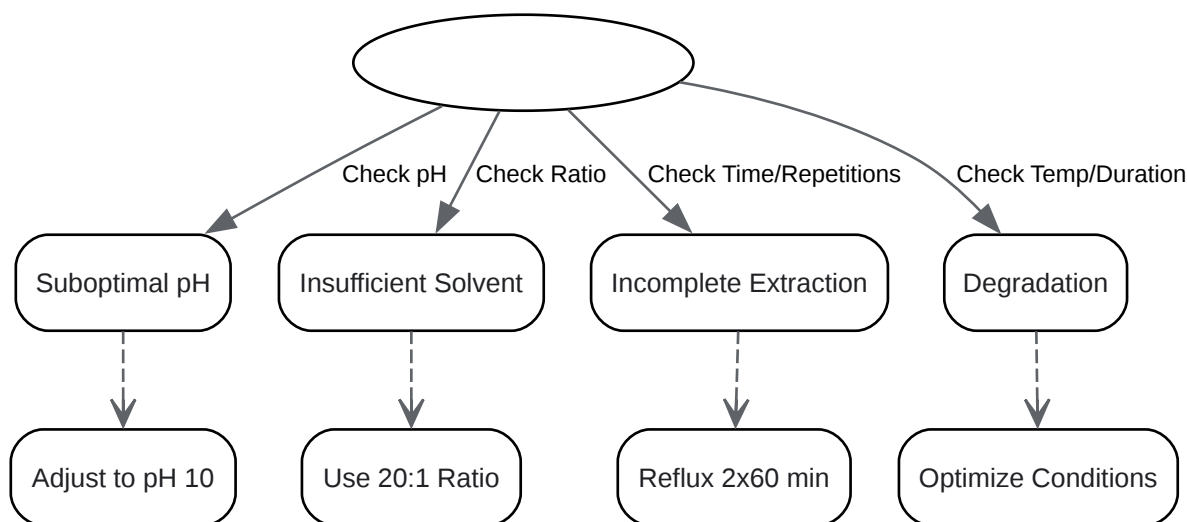 Check pH
Check Ratio
Check Time/Repetitions
Check Temp/Duration
Suboptimal pH
Insufficient Solvent
Incomplete Extraction
Degradation
Adjust to pH 10
Use 20:1 Ratio
Reflux 2x60 min
Optimize Conditions